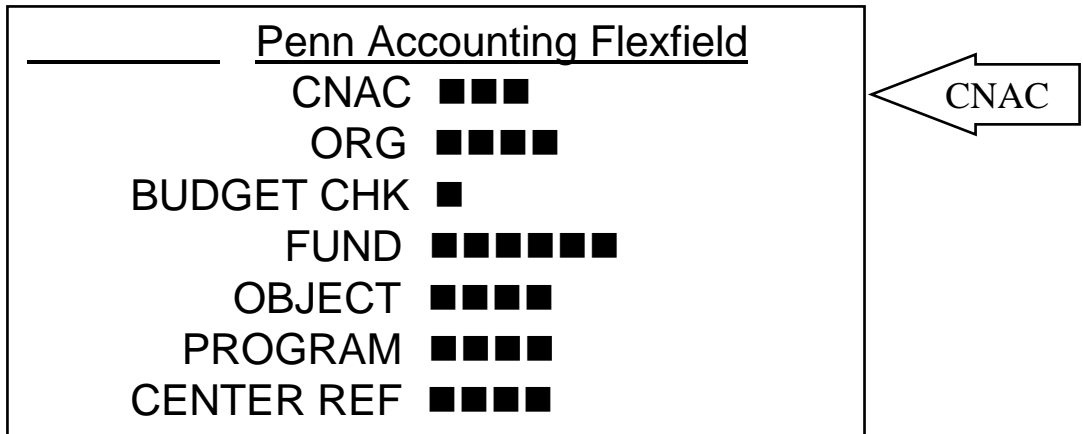 Penn Accounting Flexfield
CNAC ■■■
CNAC
ORG ■■■■
BUDGET CHK ■
FUND ■■■■■■
OBJECT ■■■■
PROGRAM ■■■■
CENTER REF ■■■■